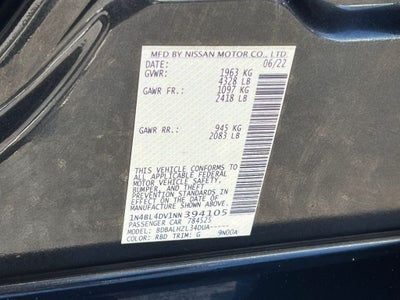 MFD BY NISSAN MOTOR CO., LTD.
DATE: 06/22
GVWR: 1963 KG
4328 LB
GAWR FR.: 1097 KG
2418 LB
GAWR RR.: 945 KG
2083 LB
THIS VEHICLE CONFORMS TO
ALL APPLICABLE FEDERAL
MOTOR VEHICLE SAFETY,
BUMPER, AND THEFT
PREVENTION STANDARDS IN
EFFECT ON THE DATE OF
MANUFACTURE SHOWN ABOVE.
1N4BL4DV1NN394105
PASSENGER CAR 784525
MODEL: BDBALHZL34DUA-----
COLOR: RBD TRIM: G 9N00A